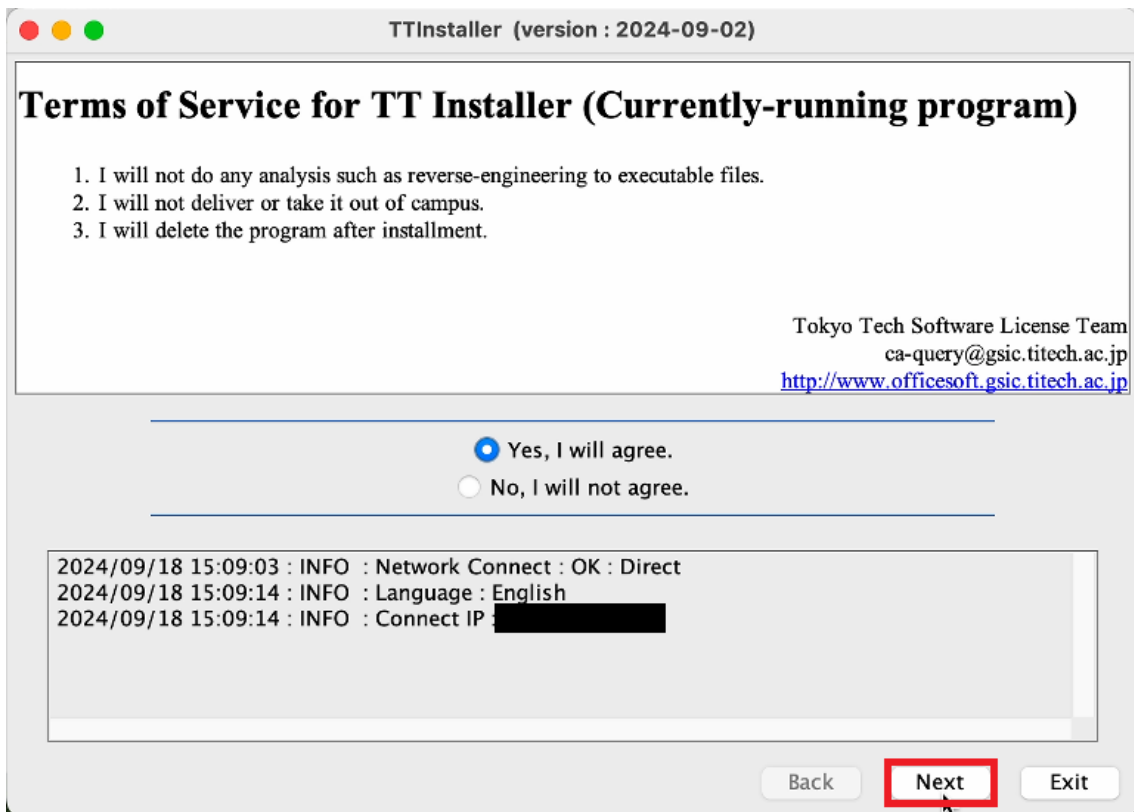 TTInstaller (version : 2024-09-02)
Terms of Service for TT Installer (Currently-running program)
1. I will not do any analysis such as reverse-engineering to executable files.
2. I will not deliver or take it out of campus.
3. I will delete the program after installment.
Tokyo Tech Software License Team
ca-query@gsic.titech.ac.jp
http://www.officesoft.gsic.titech.ac.jp
Yes, I will agree.
No, I will not agree.
2024/09/18 15:09:03 : INFO : Network Connect : OK : Direct
2024/09/18 15:09:14 : INFO : Language : English
2024/09/18 15:09:14 : INFO : Connect IP :
Back Next Exit